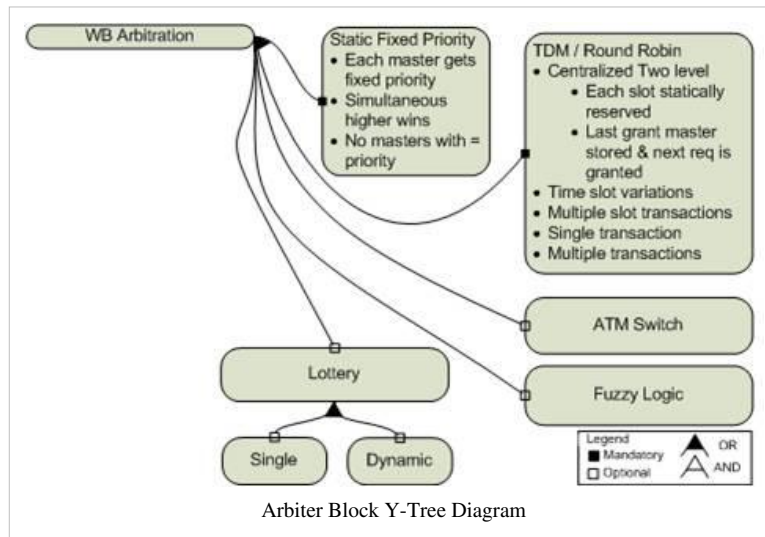 WB Arbitration
Static Fixed Priority
• Each master gets
fixed priority
• Simultaneous
higher wins
• No masters with =
priority
TDM / Round Robin
• Centralized Two level
• Each slot statically
reserved
• Last grant master
stored & next req is
granted
• Time slot variations
• Multiple slot transactions
• Single transaction
• Multiple transactions
ATM Switch
Lottery
Fuzzy Logic
Single
Dynamic
Legend
Mandatory
Optional
OR
AND
Arbiter Block Y-Tree Diagram